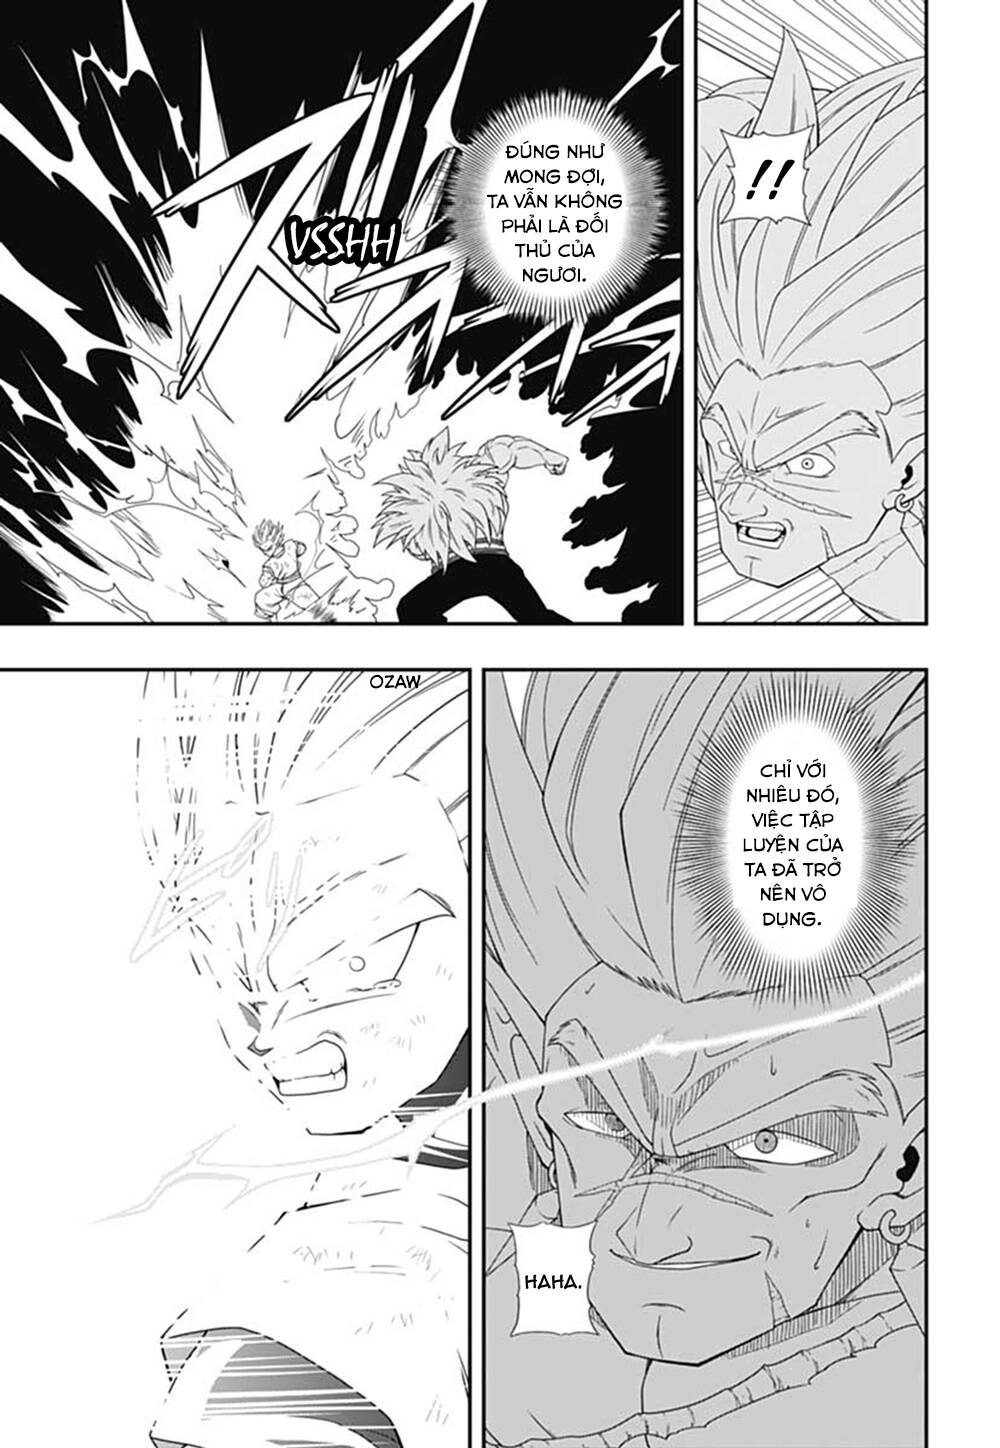 !!
ĐÚNG NHƯ
MONG ĐỢI,
TA VẪN KHÔNG
PHẢI LÀ ĐỐI
THỦ CỦA
NGƯƠI.
VSSHH
CHỈ VỚI
NHIÊU ĐÓ,
VIỆC TẬP
LUYỆN CỦA
TA ĐÃ TRỞ
NÊN VÔ
DỤNG.
HAHA.
OZAW